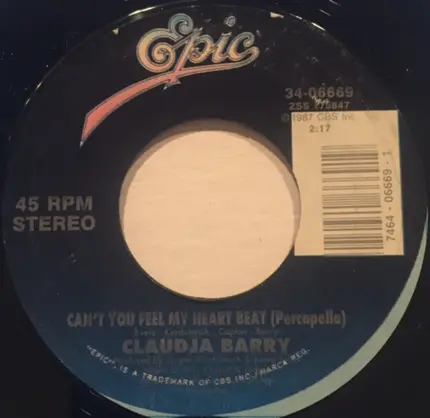 Epic
34-06669
ZSS 175847
℗1987 CBS Inc.
2:17
7464-06669-1
45 RPM
STEREO
CAN'T YOU FEEL MY HEART BEAT (Percapella)
CLAUDJA BARRY
"EPIC", IS A TRADEMARK OF CBS INC./MARCA REG.